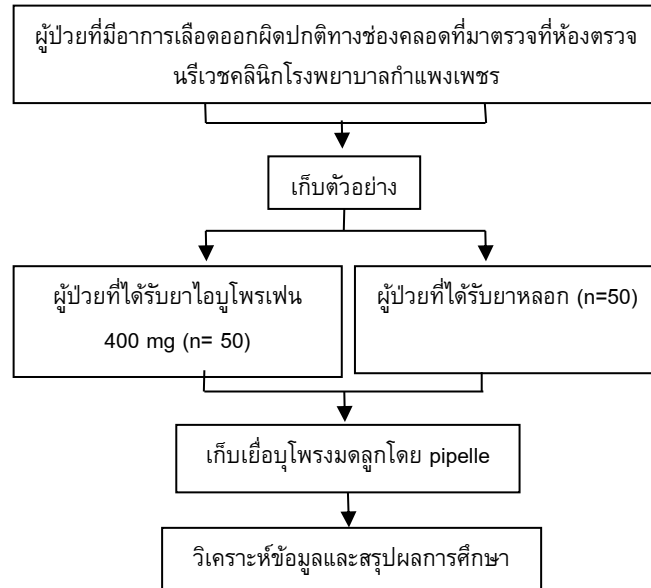 ผู้ป่วยที่มีอาการเลือดออกผิดปกติทางช่องคลอดที่มาตรวจที่ห้องตรวจ
นรีเวชคลินิกโรงพยาบาลกำแพงเพชร
เก็บตัวอย่าง
ผู้ป่วยที่ได้รับยาไอบูโพรเฟน
400 mg (n= 50)
ผู้ป่วยที่ได้รับยาหลอก (n=50)
เก็บเยื่อบุโพรงมดลูกโดย pipelle
วิเคราะห์ข้อมูลและสรุปผลการศึกษา